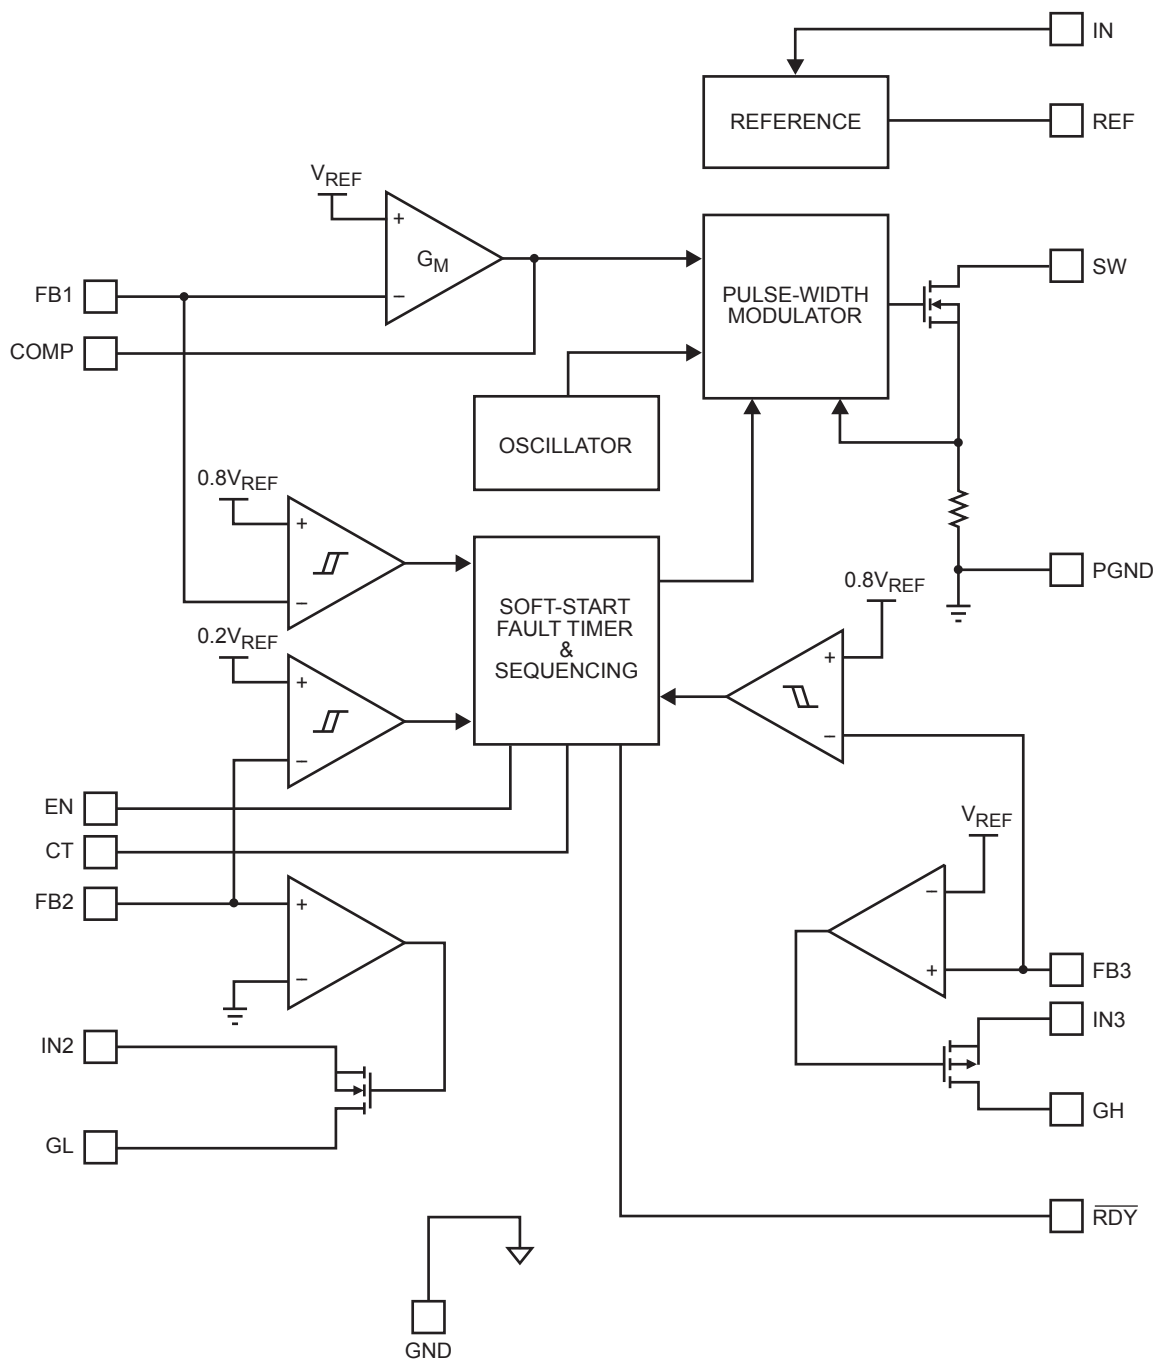 IN
REFERENCE
REF
VREF
+
GM
−
FB1
COMP
PULSE-WIDTH
MODULATOR
SW
OSCILLATOR
0.8VREF
+
−
SOFT-START
FAULT TIMER
&
SEQUENCING
PGND
0.8VREF
+
−
0.2VREF
+
−
EN
CT
FB2
+
−
VREF
−
+
FB3
IN2
IN3
GL
GH
RDY
GND